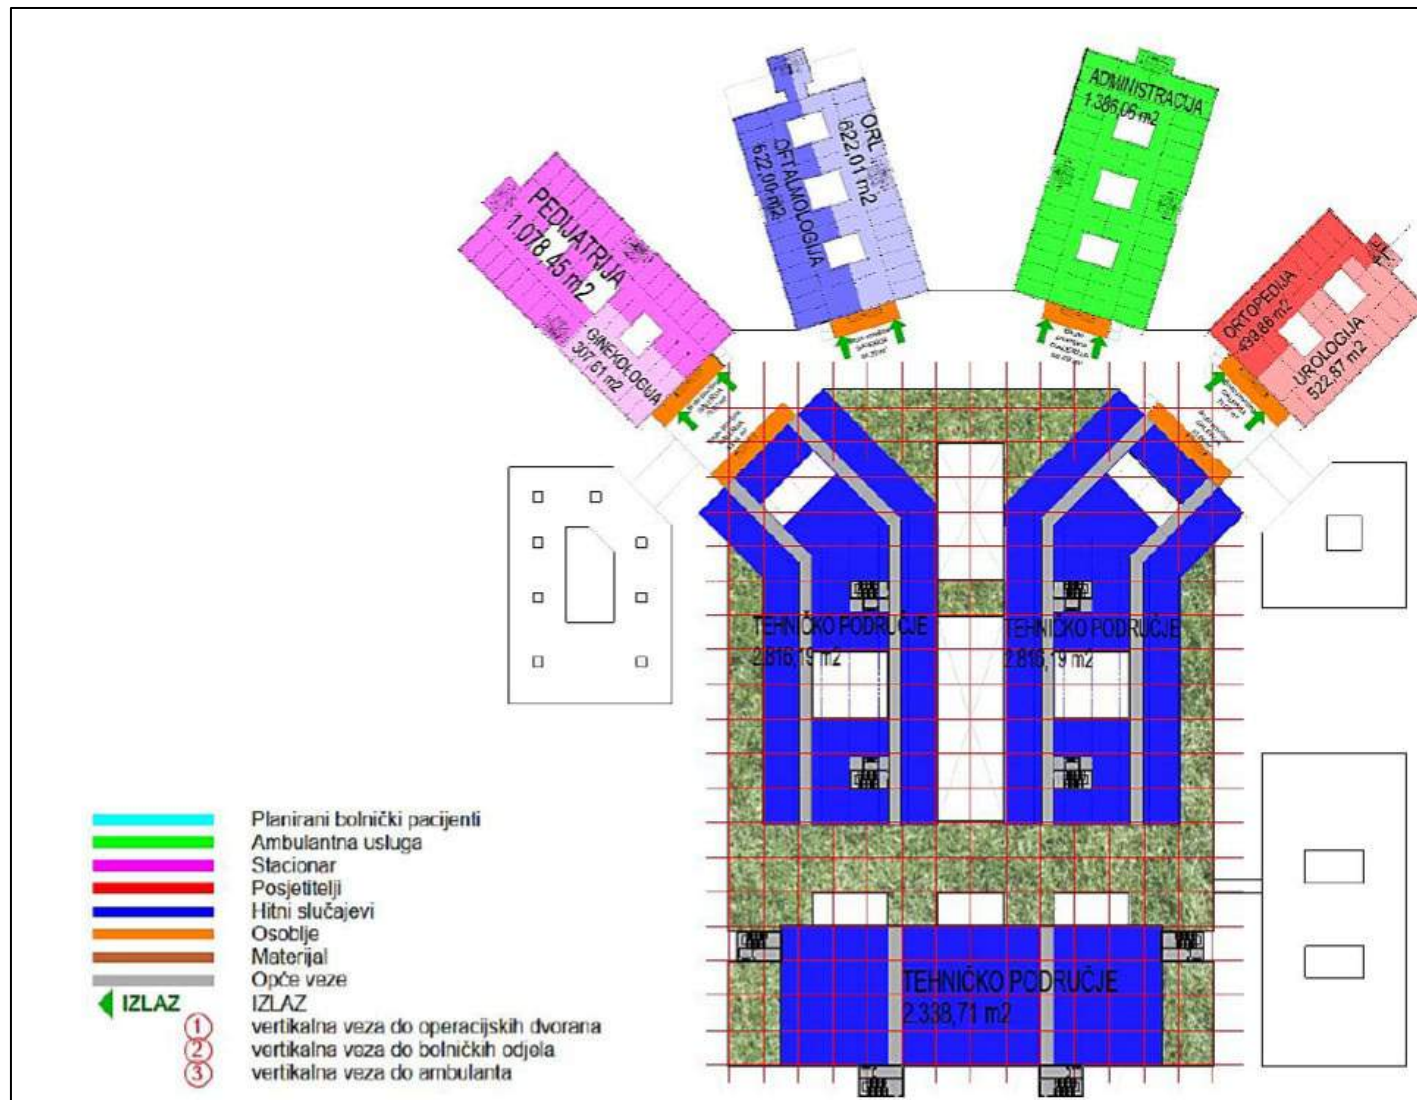 ADMINISTRACIJA
1.386,06 m2
ORL
622,01 m2
OFTALMOLOGIJA
622,00 m2
PEDIJATRIJA
1.078,45 m2
GINEKOLOGIJA
307,61 m2
ORTOPEDIJA
439,86 m2
UROLOGIJA
522,87 m2
TEHNIČKO PODRUČJE
2.816,19 m2
TEHNIČKO PODRUČJE
2.816,19 m2
TEHNIČKO PODRUČJE
2.338,71 m2
Planirani bolnički pacijenti
Ambulantna usluga
Stacionar
Posjetitelji
Hitni slučajevi
Osoblje
Materijal
Opće veze
IZLAZ IZLAZ
1 vertikalna veza do operacijskih dvorana
2 vertikalna veza do bolničkih odjela
3 vertikalna veza do ambulanta